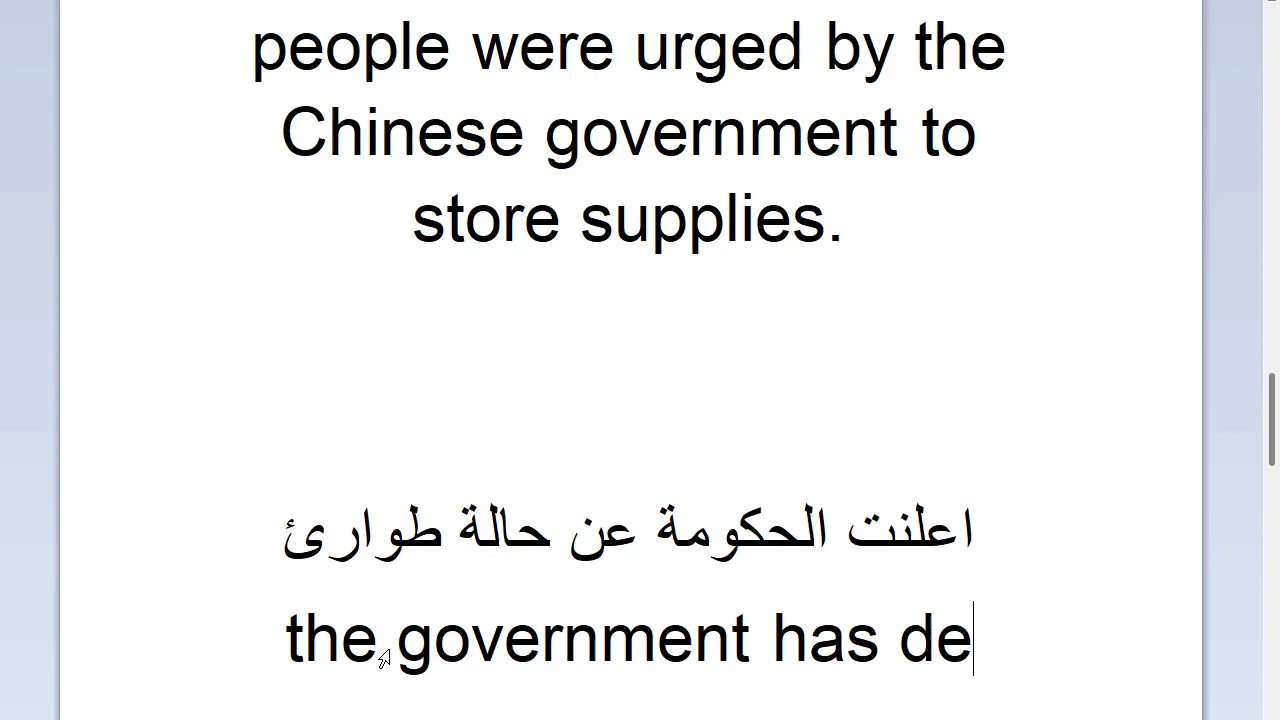 people were urged by the
Chinese government to
store supplies.
اعلنت الحكومة عن حالة طوارئ
the government has de